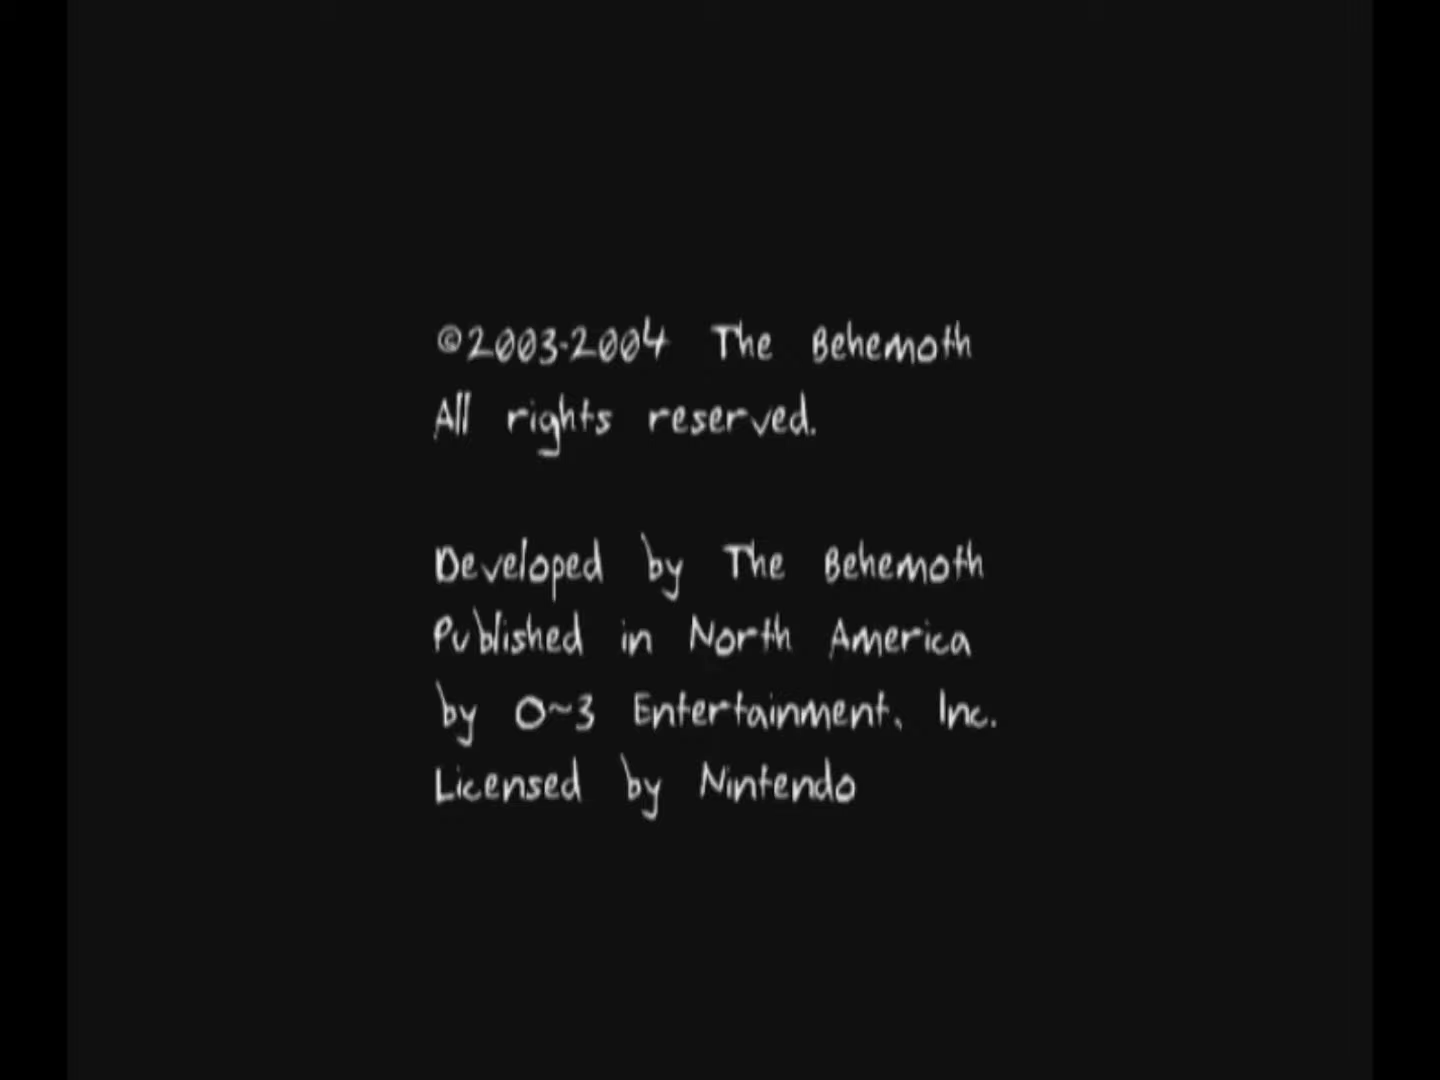 ©2003-2004 The Behemoth
All rights reserved.
Developed by The Behemoth
Published in North America
by O~3 Entertainment, Inc.
Licensed by Nintendo